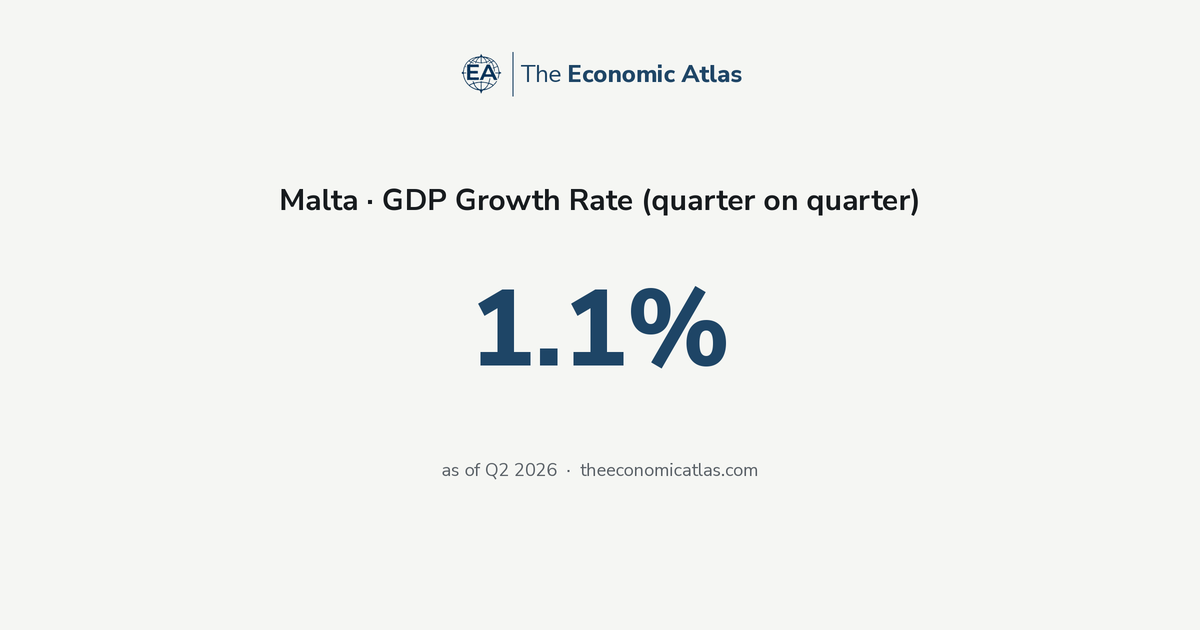 EA The Economic Atlas
Malta · GDP Growth Rate (quarter on quarter)
1.1%
as of Q2 2026 · theeconomicatlas.com